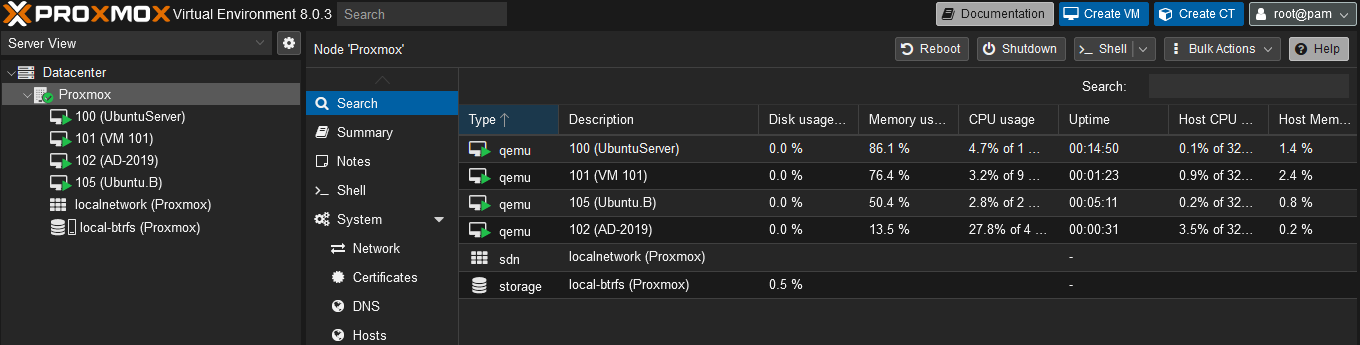 PROXMOX Virtual Environment 8.0.3 Search Documentation Create VM Create CT root@pam
Server View Node 'Proxmox' Reboot Shutdown Shell Bulk Actions Help
Datacenter
Proxmox
100 (UbuntuServer)
101 (VM 101)
102 (AD-2019)
105 (Ubuntu.B)
localnetwork (Proxmox)
local-btrfs (Proxmox)
Search
Summary
Notes
Shell
System
Network
Certificates
DNS
Hosts
Search:
Type Description Disk usage... Memory us... CPU usage Uptime Host CPU ... Host Mem...
qemu 100 (UbuntuServer) 0.0 % 86.1 % 4.7% of 1 ... 00:14:50 0.1% of 32... 1.4 %
qemu 101 (VM 101) 0.0 % 76.4 % 3.2% of 9 ... 00:01:23 0.9% of 32... 2.4 %
qemu 105 (Ubuntu.B) 0.0 % 50.4 % 2.8% of 2 ... 00:05:11 0.2% of 32... 0.8 %
qemu 102 (AD-2019) 0.0 % 13.5 % 27.8% of 4 ... 00:00:31 3.5% of 32... 0.2 %
sdn localnetwork (Proxmox) -
storage local-btrfs (Proxmox) 0.5 % -